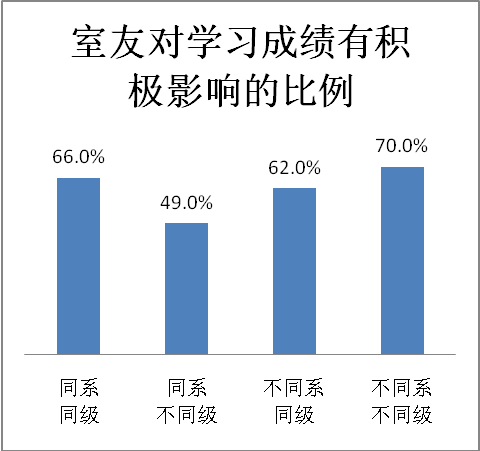 室友对学习成绩有积
极影响的比例
66.0%
49.0%
62.0%
70.0%
同系 同系 不同系 不同系
同级 不同级 同级 不同级